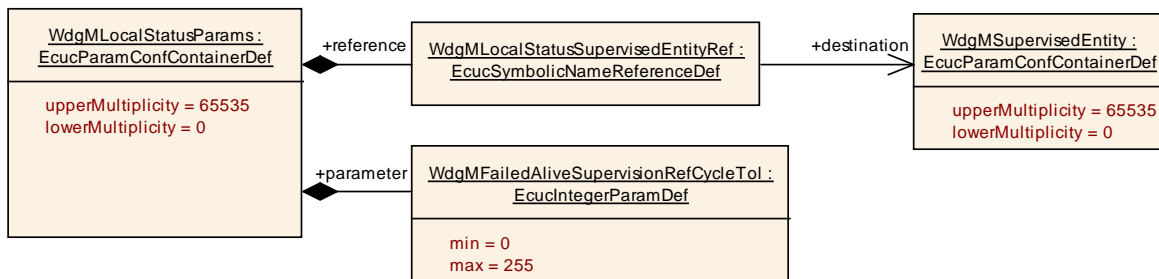 WdgMLocalStatusParams :
EcucParamConfContainerDef
upperMultiplicity = 65535
lowerMultiplicity = 0
+reference
WdgMLocalStatusSupervisedEntityRef :
EcucSymbolicNameReferenceDef
+destination
WdgMSupervisedEntity :
EcucParamConfContainerDef
upperMultiplicity = 65535
lowerMultiplicity = 0
+parameter
WdgMFailedAliveSupervisionRefCycleTol :
EcucIntegerParamDef
min = 0
max = 255